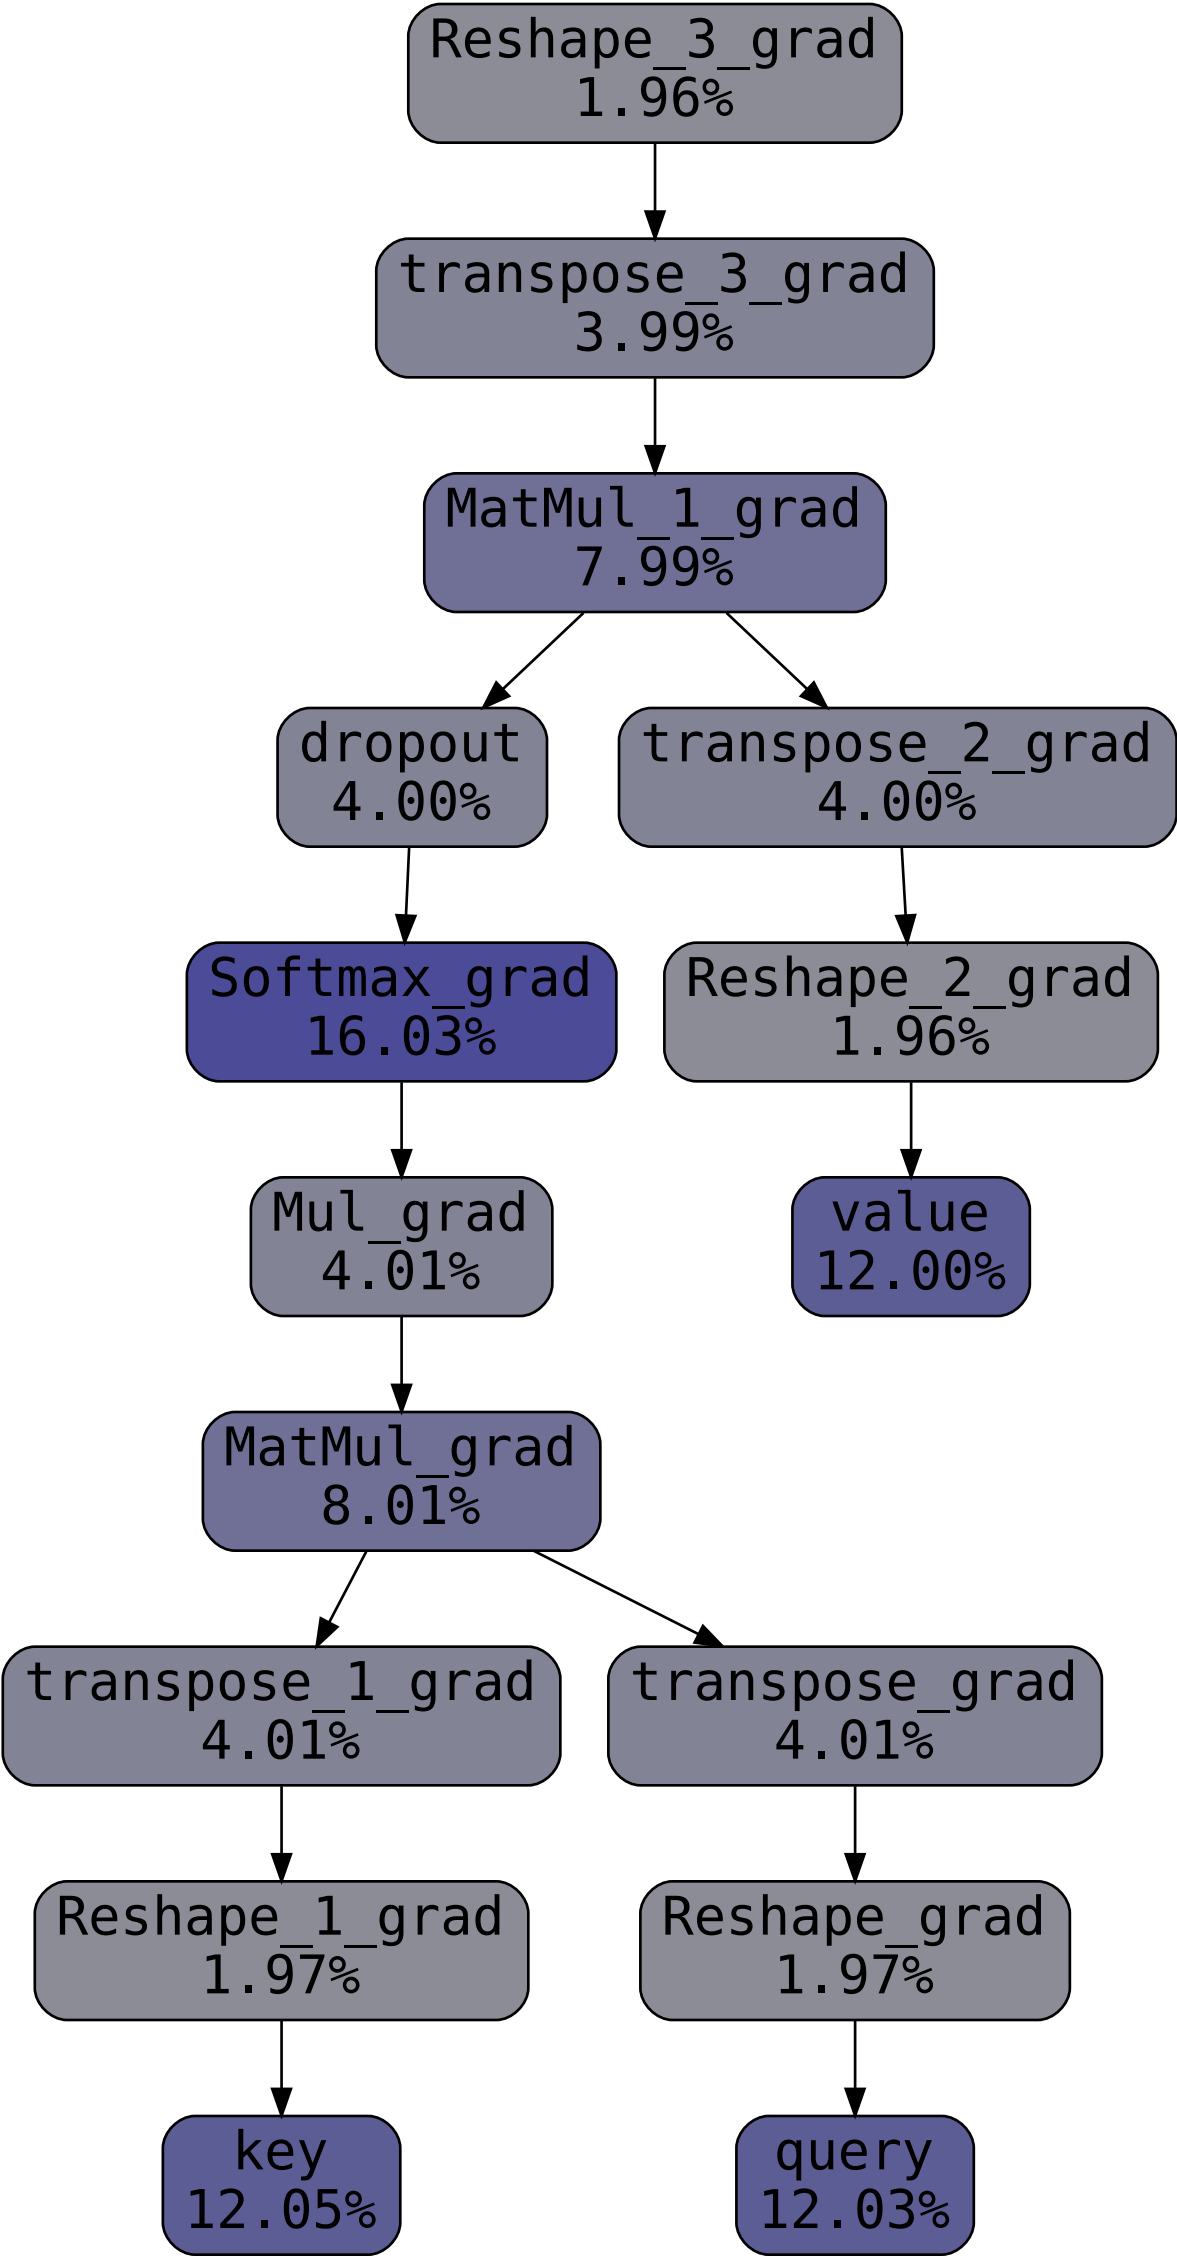 Reshape_3_grad
1.96%
transpose_3_grad
3.99%
MatMul_1_grad
7.99%
dropout
4.00%
transpose_2_grad
4.00%
Softmax_grad
16.03%
Reshape_2_grad
1.96%
Mul_grad
4.01%
value
12.00%
MatMul_grad
8.01%
transpose_1_grad
4.01%
transpose_grad
4.01%
Reshape_1_grad
1.97%
Reshape_grad
1.97%
key
12.05%
query
12.03%